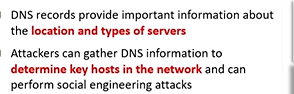 DNS records provide important information about
the location and types of servers
Attackers can gather DNS information to
determine key hosts in the network and can
perform social engineering attacks